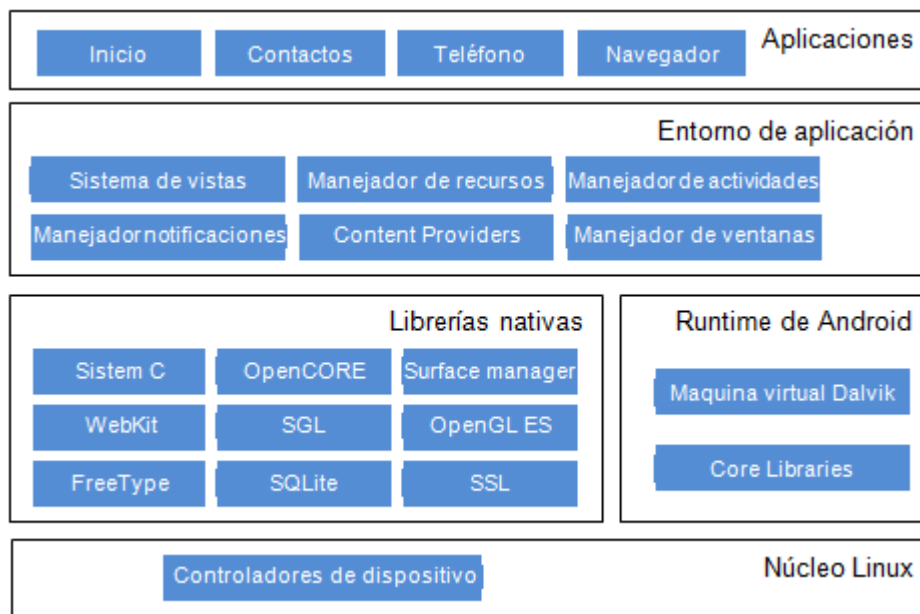 Aplicaciones
Inicio
Contactos
Teléfono
Navegador
Entorno de aplicación
Sistema de vistas
Manejador de recursos
Manejador de actividades
Manejador notificaciones
Content Providers
Manejador de ventanas
Librerías nativas
Sistem C
OpenCORE
Surface manager
WebKit
SGL
OpenGL ES
FreeType
SQLite
SSL
Runtime de Android
Maquina virtual Dalvik
Core Libraries
Núcleo Linux
Controladores de dispositivo